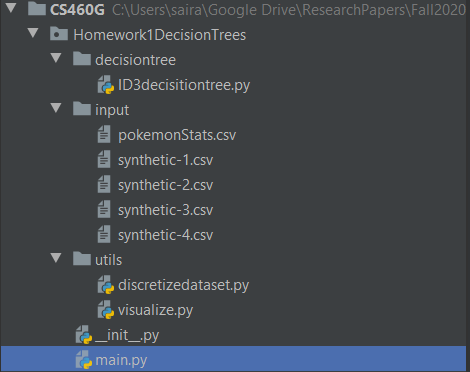 CS460G C:\Users\saira\Google Drive\ResearchPapers\Fall2020
Homework1DecisionTrees
decisiontree
ID3decisitiontree.py
input
pokemonStats.csv
synthetic-1.csv
synthetic-2.csv
synthetic-3.csv
synthetic-4.csv
utils
discretizedataset.py
visualize.py
__init__.py
main.py